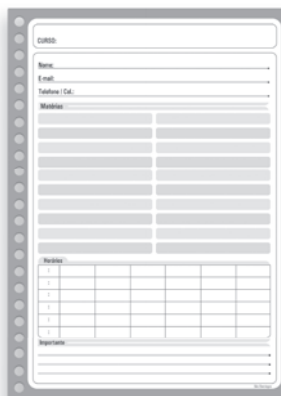 CURSO:
Nome:
E-mail:
Telefone / Cel.:
Matérias
Horários
Importante